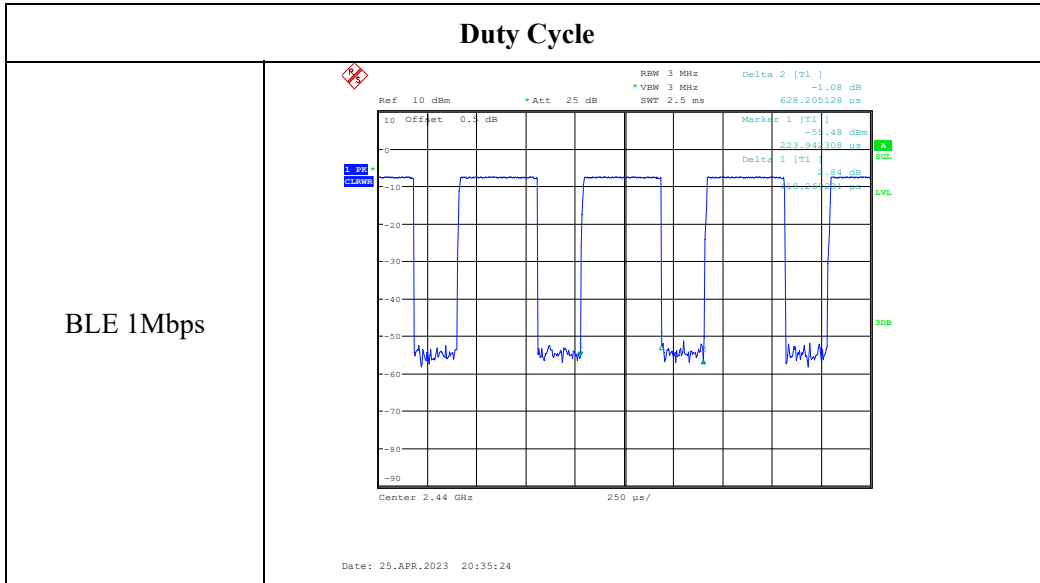 Duty Cycle
BLE 1Mbps
R S
RBW 3 MHz
Delta 2 [T1 ]
* VBW 3 MHz
-1.08 dB
Ref 10 dBm
* Att 25 dB
SWT 2.5 ms
628.205128 µs
10 Offset 0.5 dB
Marker 1 [T1 ]
-55.48 dBm
223.942308 µs
A
SGL
0
Delta 1 [T1 ]
1 PK *
2.84 dB
CLRWR
-10
LVL
-20
-30
-40
3DB
-50
-60
-70
-80
-90
Center 2.44 GHz
250 µs/
Date: 25.APR.2023 20:35:24